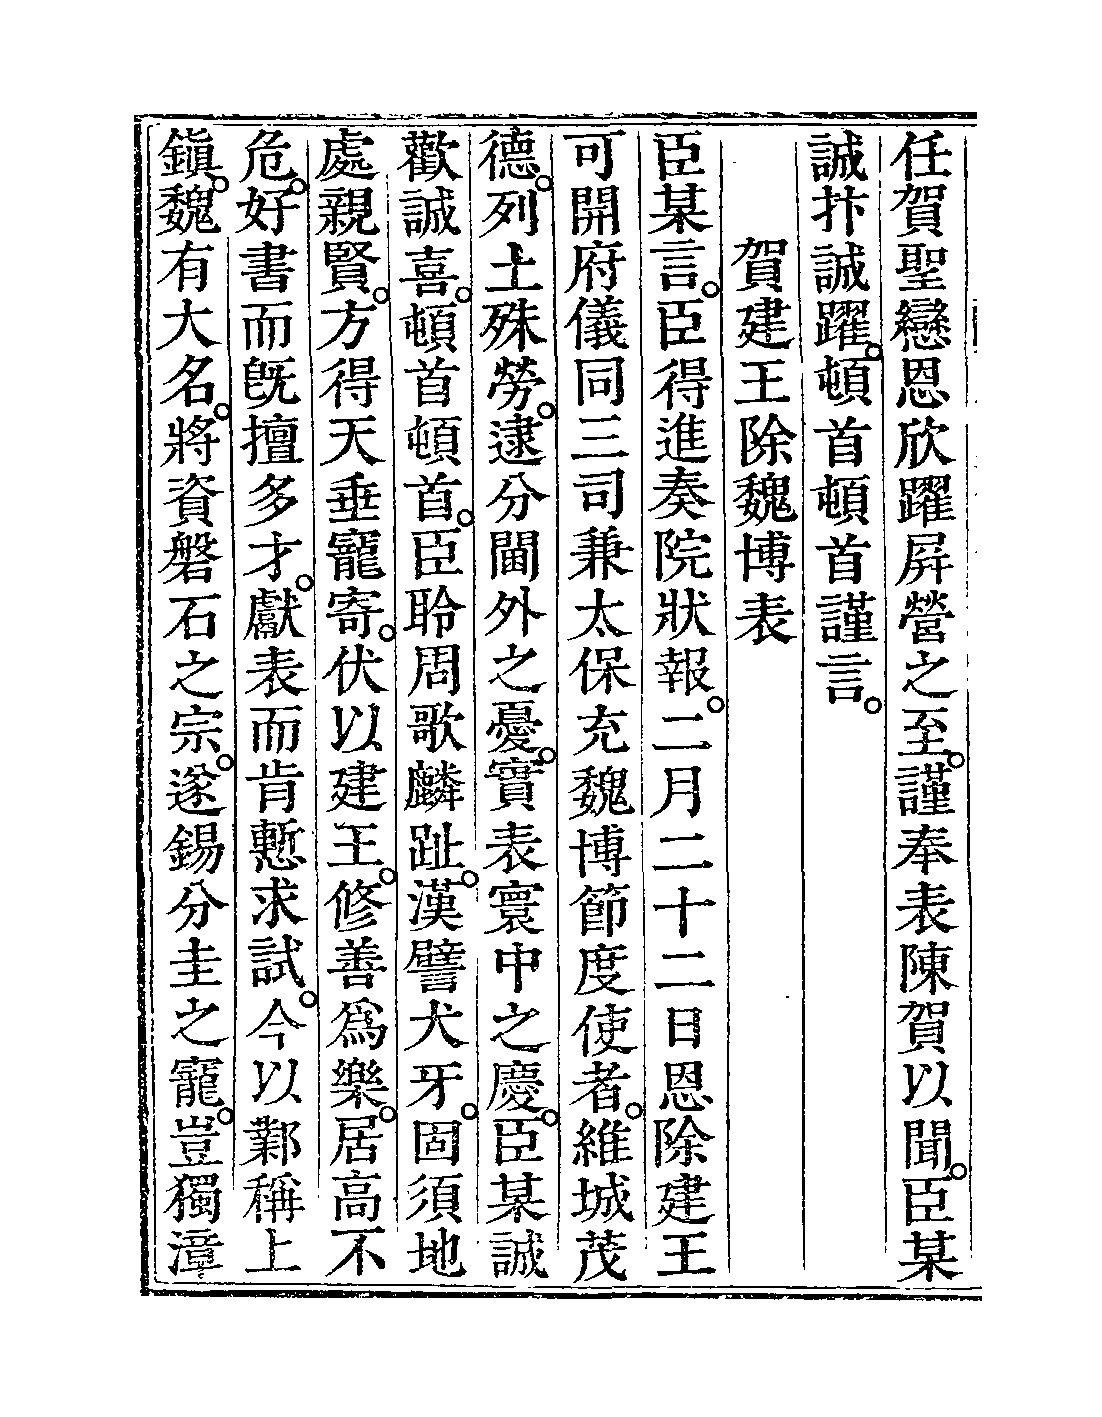 任賀聖戀恩欣躍屏營之至。謹奉表陳賀以聞。臣某
誠抃誠躍。頓首頓首謹言。
賀建王除魏博表
臣某言。臣得進奏院狀報。二月二十二日恩除建王
可開府儀同三司兼太保充魏博節度使者。維城茂
德。列土殊勞。逮分閫外之憂。實表寰中之慶。臣某誠
歡誠喜。頓首頓首。臣聆周歌麟趾。漢譬犬牙。固須地
處親賢。方得天垂寵寄。伏以建王。修善爲樂。居高不
危。好書而旣擅多才。獻表而肯慙求試。今以鄴稱上
鎭。魏有大名。將資磐石之宗。遂錫分圭之寵。豈獨漳